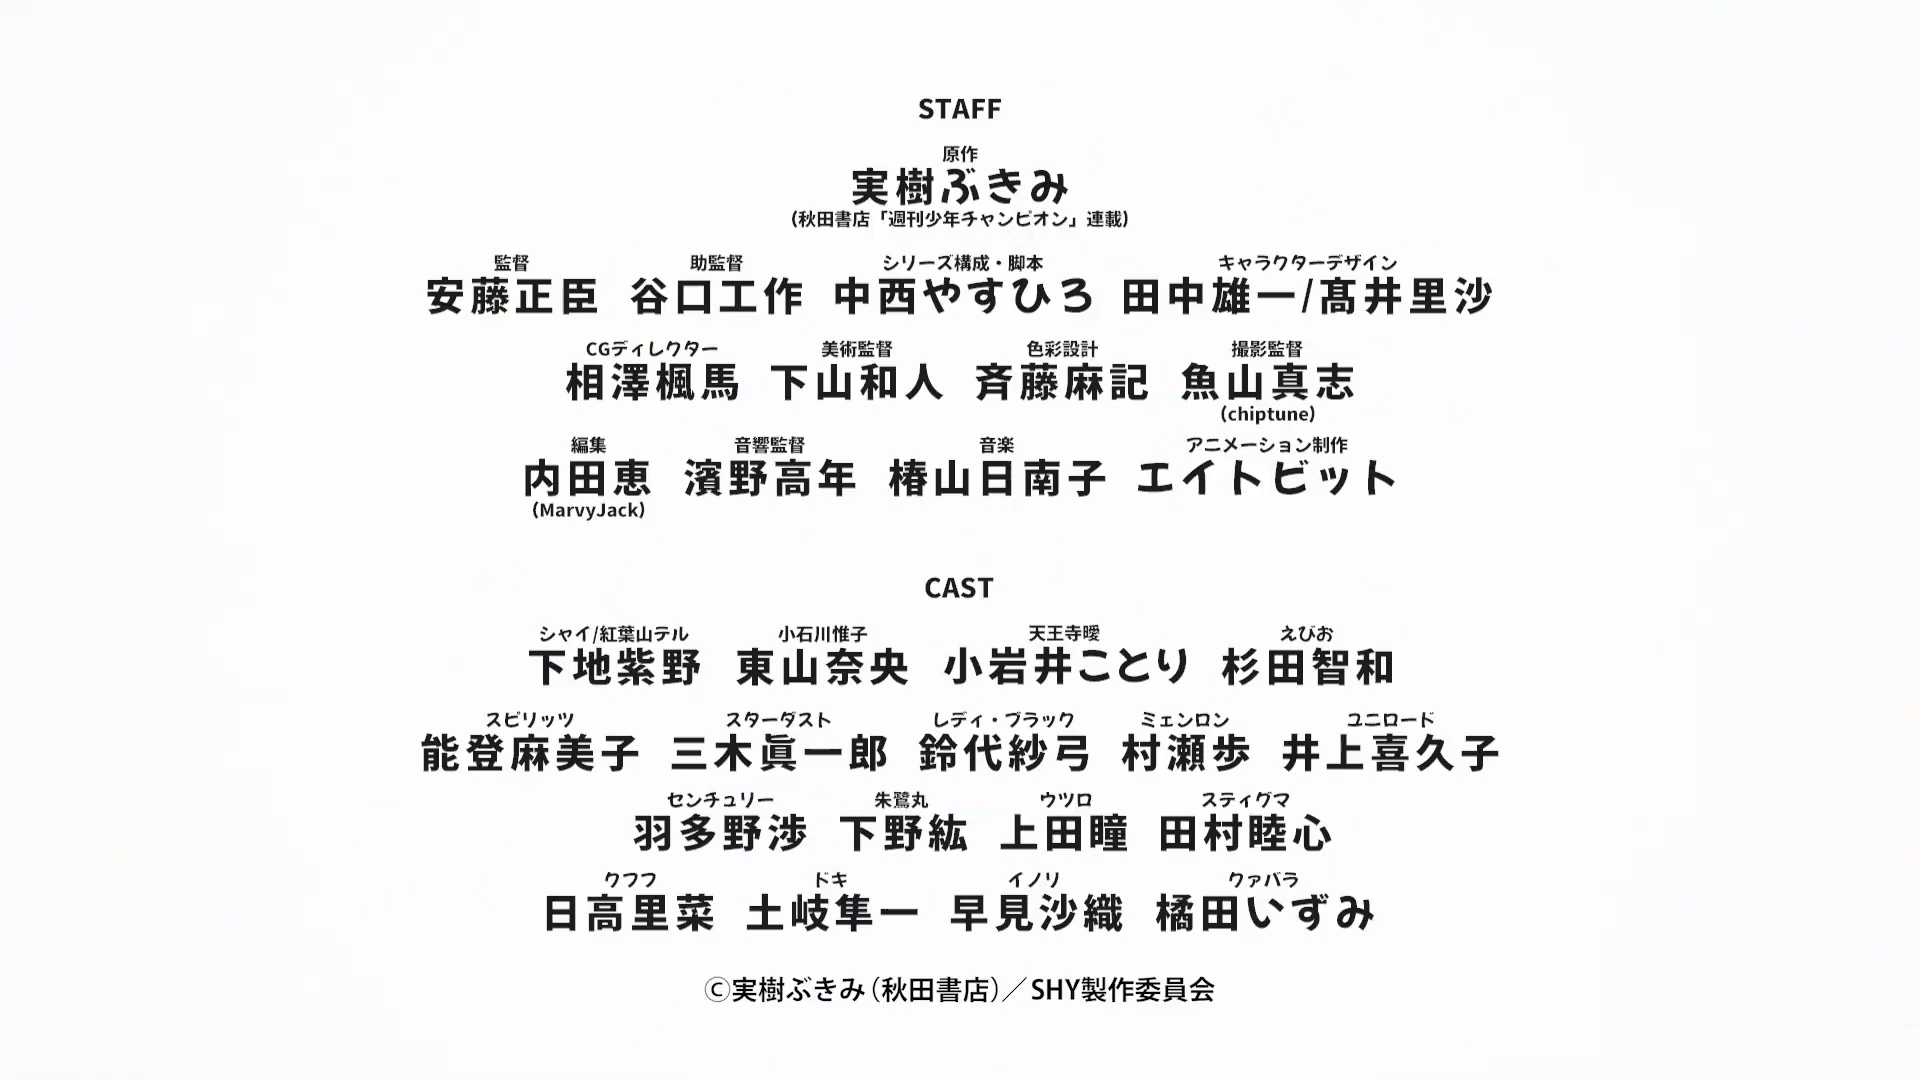 STAFF
原作
実樹ぶきみ
(秋田書店「週刊少年チャンピオン」連載)
監督 助監督 シリーズ構成・脚本 キャラクターデザイン
安藤正臣 谷口工作 中西やすひろ 田中雄一/髙井里沙
CGディレクター 美術監督 色彩設計 撮影監督
相澤楓馬 下山和人 斉藤麻記 魚山真志
(chiptune)
編集 音響監督 音楽 アニメーション制作
内田恵 濱野高年 椿山日南子 エイトビット
(MarvyJack)
CAST
シャイ/紅葉山テル 小石川惟子 天王寺曖 えびお
下地紫野 東山奈央 小岩井ことり 杉田智和
スピリッツ スターダスト レディ・ブラック ミェンロン ユニロード
能登麻美子 三木眞一郎 鈴代紗弓 村瀬歩 井上喜久子
センチュリー 朱鷺丸 ウツロ スティグマ
羽多野渉 下野紘 上田瞳 田村睦心
クフフ ドキ イノリ クァバラ
日高里菜 土岐隼一 早見沙織 橘田いずみ
©実樹ぶきみ(秋田書店)／SHY製作委員会